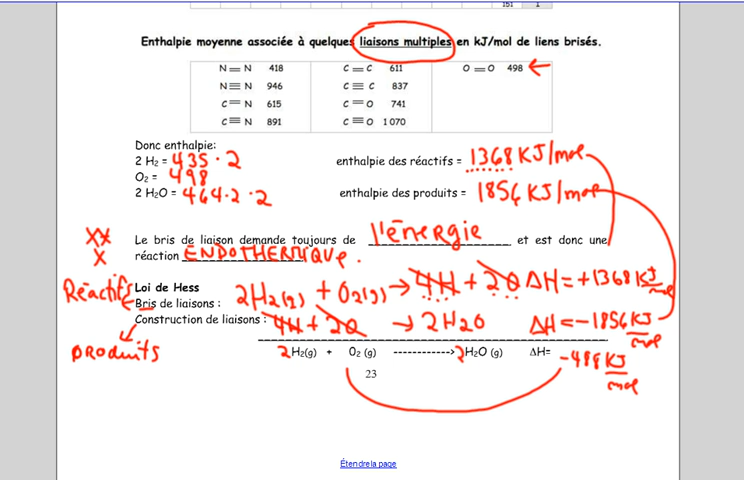 151 1
Enthalpie moyenne associée à quelques liaisons multiples en kJ/mol de liens brisés.
N=N 418 C=C 611 O=O 498
N≡N 946 C≡C 837
C=N 615 C=O 741
C≡N 891 C≡O 1070
Donc enthalpie:
2 H₂ = 435 · 2 enthalpie des réactifs = 1368 KJ/mol
O₂ = 498
2 H₂O = 464·2·2 enthalpie des produits = 1856 KJ/mol
Le bris de liaison demande toujours de l'énergie et est donc une
réaction ENDOTHERMIQUE.
Réactifs Loi de Hess
Bris de liaisons : 2H₂(g) + O₂(g) → 4H + 2O ΔH=+1368 KJ/mol
Construction de liaisons : 4H + 2O → 2H₂O ΔH=-1856 KJ/mol
PRODUITS
2H₂(g) + O₂ (g) ------------> 2H₂O (g) ΔH= -488 KJ/mol
23
Étendre la page